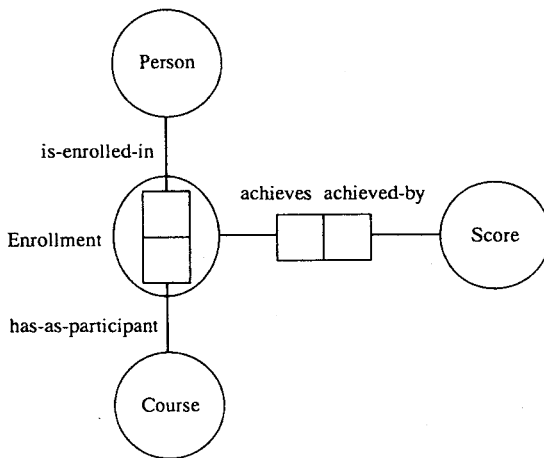 Person
is-enrolled-in
achieves achieved-by
Enrollment
Score
has-as-participant
Course